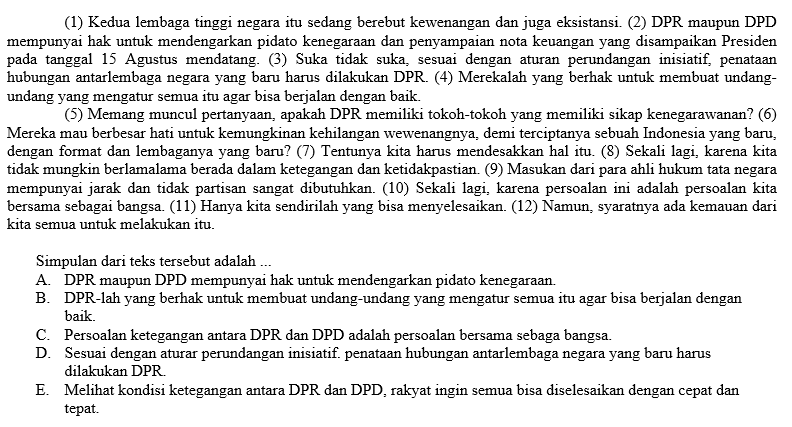 (1) Kedua lembaga tinggi negara itu sedang berebut kewenangan dan juga eksistansi. (2) DPR maupun DPD
mempunyai hak untuk mendengarkan pidato kenegaraan dan penyampaian nota keuangan yang disampaikan Presiden
pada tanggal 15 Agustus mendatang. (3) Suka tidak suka, sesuai dengan aturan perundangan inisiatif, penataan
hubungan antarlembaga negara yang baru harus dilakukan DPR. (4) Merekalah yang berhak untuk membuat undang-
undang yang mengatur semua itu agar bisa berjalan dengan baik.
(5) Memang muncul pertanyaan, apakah DPR memiliki tokoh-tokoh yang memiliki sikap kenegarawanan? (6)
Mereka mau berbesar hati untuk kemungkinan kehilangan wewenangnya, demi terciptanya sebuah Indonesia yang baru,
dengan format dan lembaganya yang baru? (7) Tentunya kita harus mendesakkan hal itu. (8) Sekali lagi, karena kita
tidak mungkin berlamalama berada dalam ketegangan dan ketidakpastian. (9) Masukan dari para ahli hukum tata negara
mempunyai jarak dan tidak partisan sangat dibutuhkan. (10) Sekali lagi, karena persoalan ini adalah persoalan kita
bersama sebagai bangsa. (11) Hanya kita sendirilah yang bisa menyelesaikan. (12) Namun, syaratnya ada kemauan dari
kita semua untuk melakukan itu.
Simpulan dari teks tersebut adalah ...
A. DPR maupun DPD mempunyai hak untuk mendengarkan pidato kenegaraan.
B. DPR-lah yang berhak untuk membuat undang-undang yang mengatur semua itu agar bisa berjalan dengan
baik.
C. Persoalan ketegangan antara DPR dan DPD adalah persoalan bersama sebaga bangsa.
D. Sesuai dengan aturar perundangan inisiatif. penataan hubungan antarlembaga negara yang baru harus
dilakukan DPR.
E. Melihat kondisi ketegangan antara DPR dan DPD, rakyat ingin semua bisa diselesaikan dengan cepat dan
tepat.